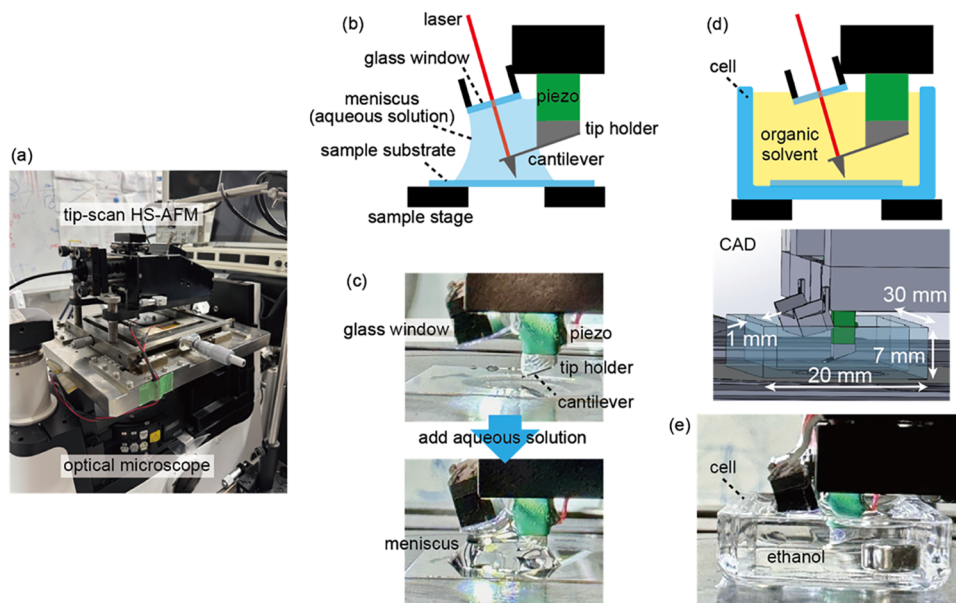 (a)
tip-scan HS-AFM
optical microscope
(b)
laser
glass window
meniscus
(aqueous solution)
sample substrate
piezo
tip holder
cantilever
sample stage
(c)
glass window
piezo
tip holder
cantilever
add aqueous solution
meniscus
(d)
cell
organic
solvent
CAD
30 mm
1 mm
7 mm
20 mm
(e)
cell
ethanol